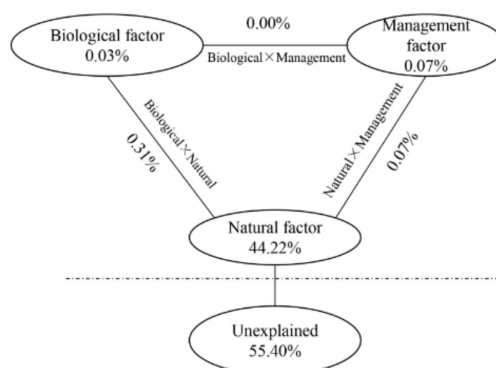 0.00%
Biological factor
0.03%
Management
factor
0.07%
Biological×Management
Biological×Natural
0.31%
Natural×Management
0.07%
Natural factor
44.22%
Unexplained
55.40%